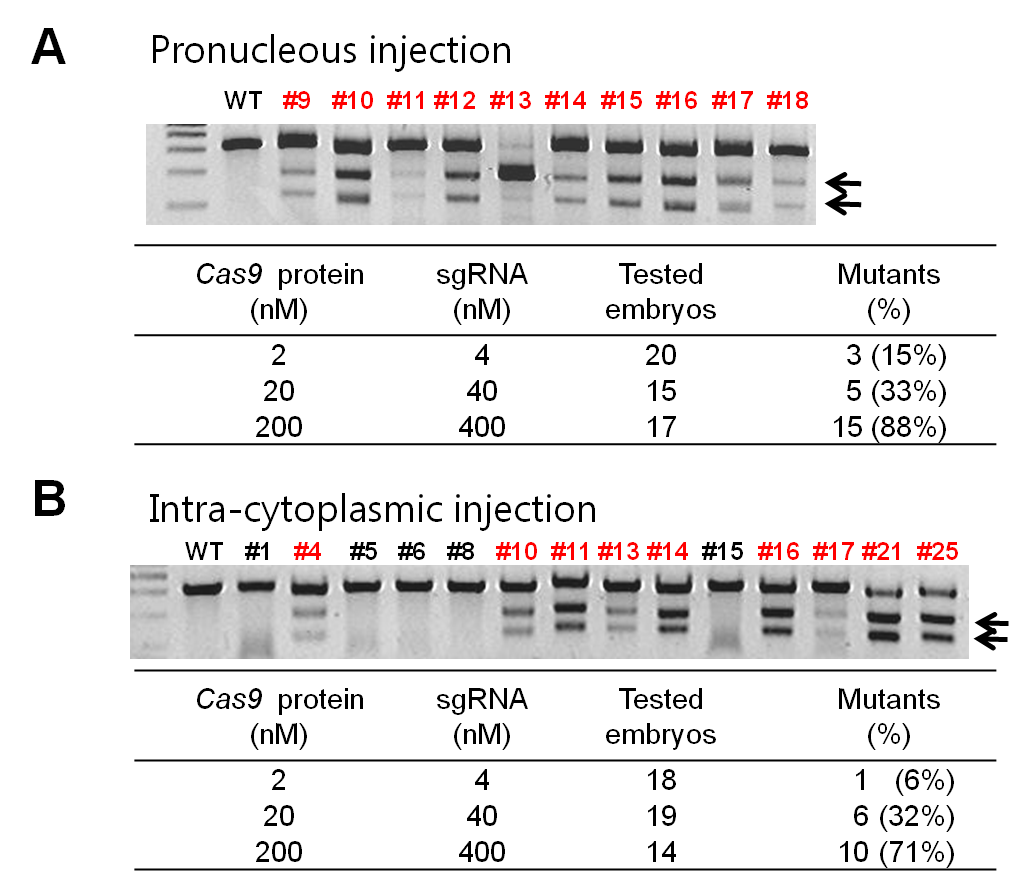 A
Pronucleous injection
WT #9 #10 #11 #12 #13 #14 #15 #16 #17 #18
Cas9 protein (nM) sgRNA (nM) Tested embryos Mutants (%)
2 4 20 3 (15%)
20 40 15 5 (33%)
200 400 17 15 (88%)
B
Intra-cytoplasmic injection
WT #1 #4 #5 #6 #8 #10 #11 #13 #14 #15 #16 #17 #21 #25
Cas9 protein (nM) sgRNA (nM) Tested embryos Mutants (%)
2 4 18 1 (6%)
20 40 19 6 (32%)
200 400 14 10 (71%)